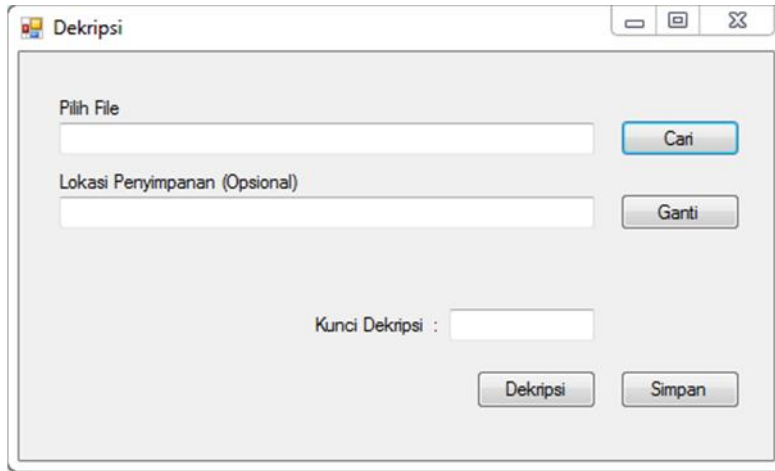 Dekripsi
Pilih File
Cari
Lokasi Penyimpanan (Opsional)
Ganti
Kunci Dekripsi :
Dekripsi
Simpan